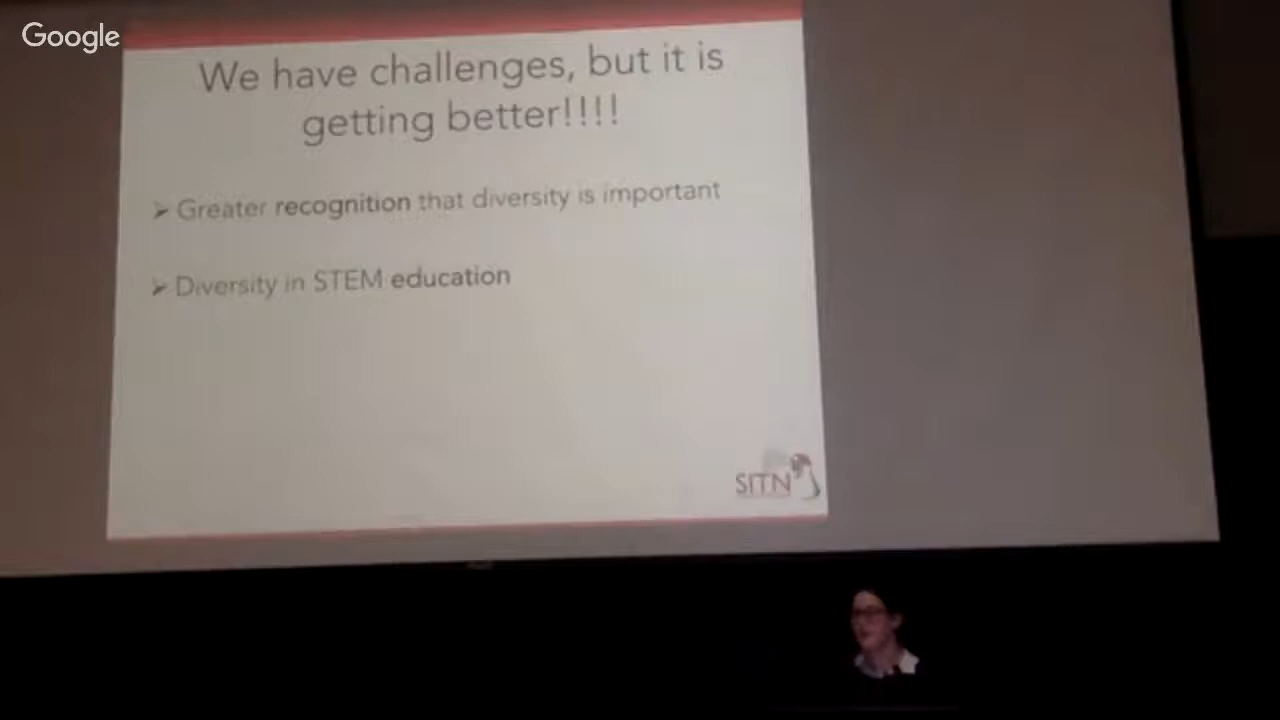 Google
We have challenges, but it is
getting better!!!!
➢ Greater recognition that diversity is important
➢ Diversity in STEM education
SITN